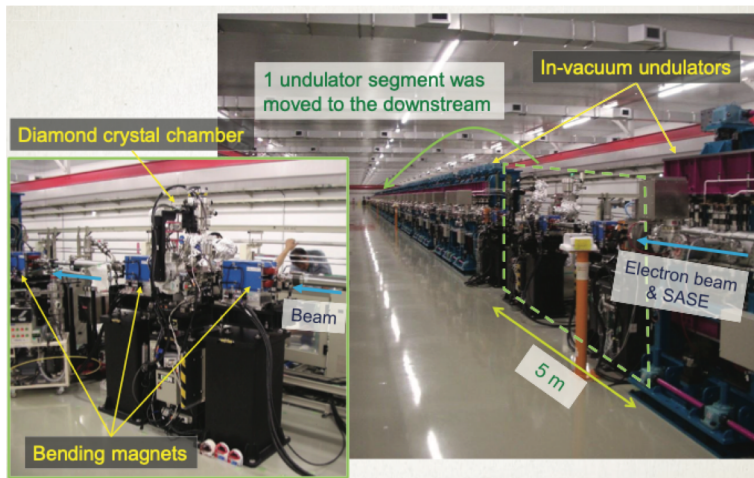 1 undulator segment was
moved to the downstream
In-vacuum undulators
Diamond crystal chamber
Electron beam
& SASE
Beam
5 m
Bending magnets